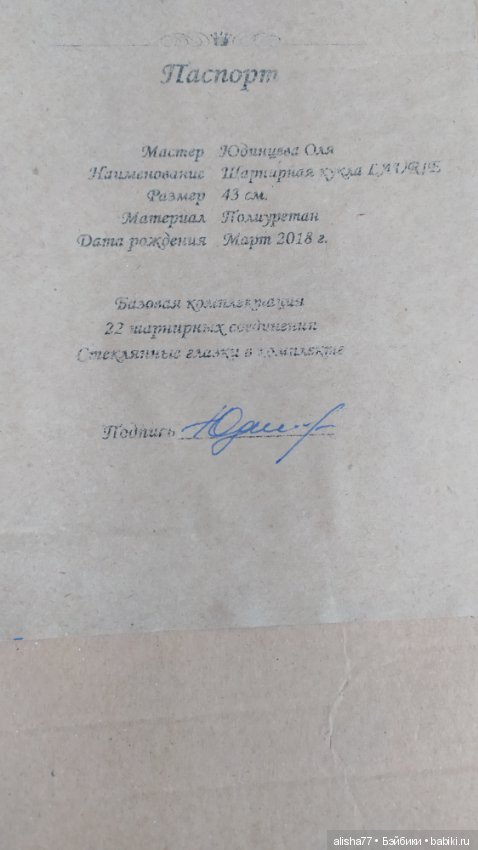 Паспорт
Мастер Юдинцева Оля
Наименование Шарнирная кукла LAURIE
Размер 43 см.
Материал Полиуретан
Дата рождения Март 2018 г.
Базовая комплектация
22 шарнирных соединения
Стеклянные глазки в комплекте
Подпись
alisha77 • Бэйбики • babiki.ru